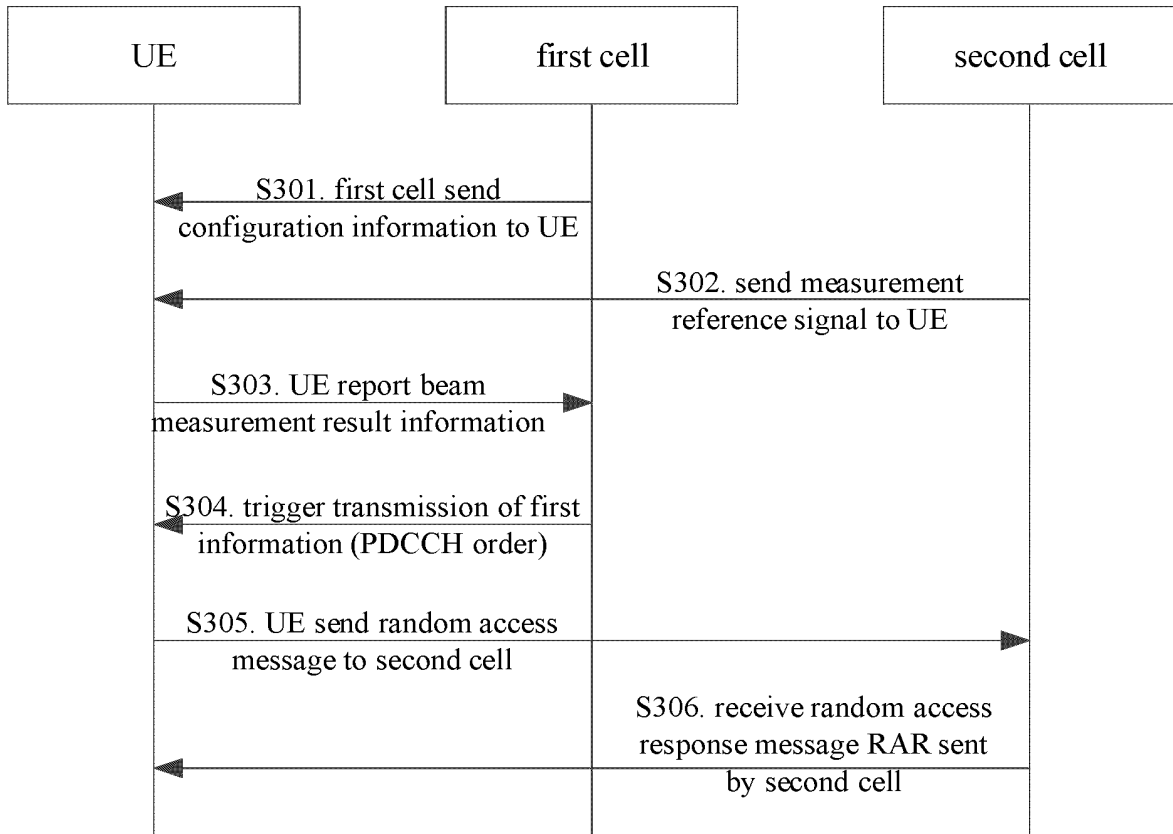 UE
first cell
second cell
S301. first cell send
configuration information to UE
S302. send measurement
reference signal to UE
S303. UE report beam
measurement result information
S304. trigger transmission of first
information (PDCCH order)
S305. UE send random access
message to second cell
S306. receive random access
response message RAR sent
by second cell